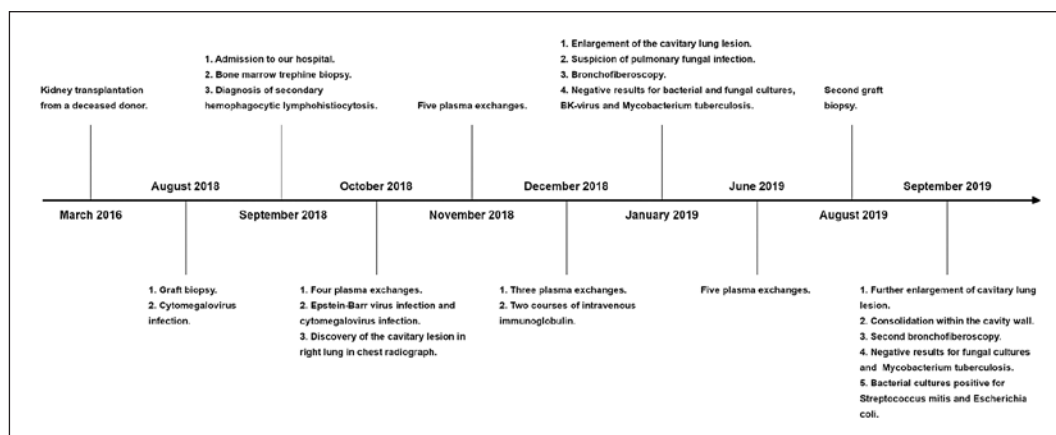 Kidney transplantation
from a deceased donor.
1. Admission to our hospital.
2. Bone marrow trephine biopsy.
3. Diagnosis of secondary
hemophagocytic lymphohistiocytosis.
Five plasma exchanges.
1. Enlargement of the cavitary lung lesion.
2. Suspicion of pulmonary fungal infection.
3. Bronchofiberoscopy.
4. Negative results for bacterial and fungal cultures,
BK-virus and Mycobacterium tuberculosis.
Second graft
biopsy.
August 2018
October 2018
December 2018
June 2019
September 2019
March 2016
September 2018
November 2018
January 2019
August 2019
1. Graft biopsy.
2. Cytomegalovirus
infection.
1. Four plasma exchanges.
2. Epstein-Barr virus infection and
cytomegalovirus infection.
3. Discovery of the cavitary lesion in
right lung in chest radiograph.
1. Three plasma exchanges.
2. Two courses of intravenous
immunoglobulin.
Five plasma exchanges.
1. Further enlargement of cavitary lung
lesion.
2. Consolidation within the cavity wall.
3. Second bronchofiberoscopy.
4. Negative results for fungal cultures
and Mycobacterium tuberculosis.
5. Bacterial cultures positive for
Streptococcus mitis and Escherichia
coli.